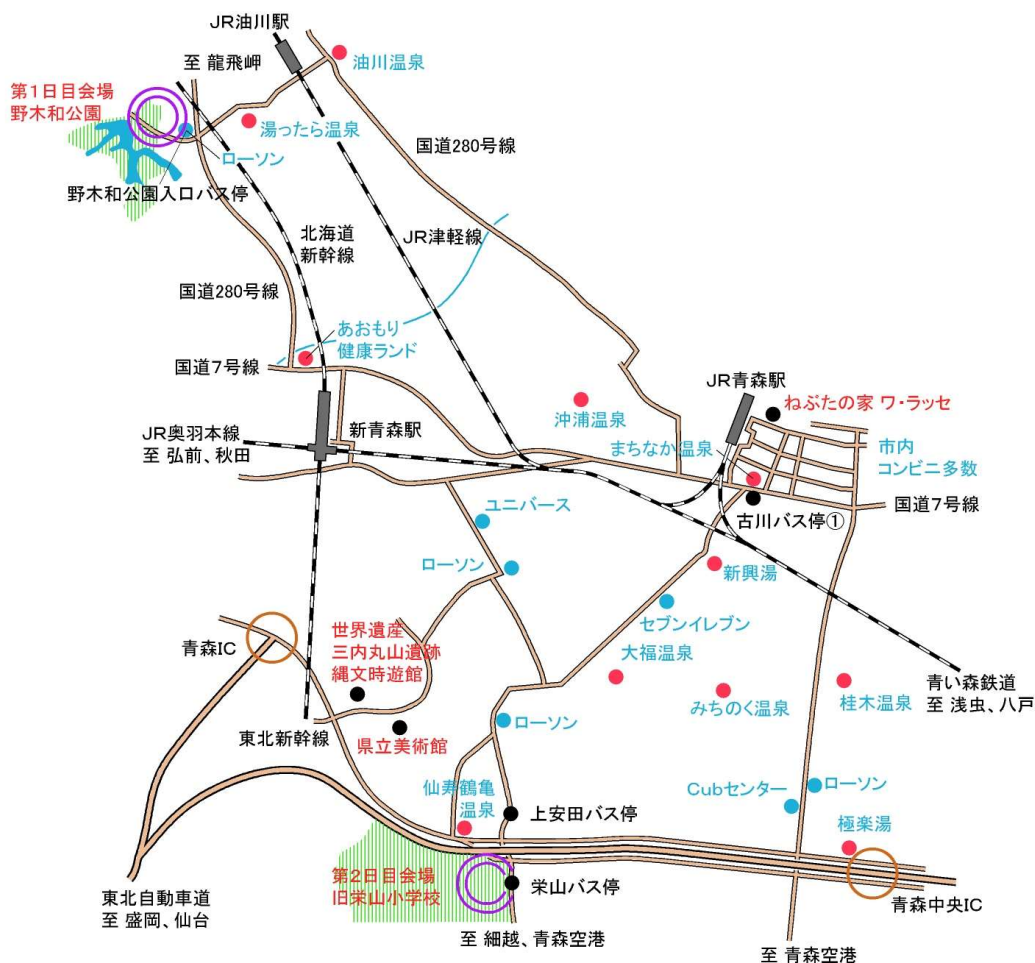 JR油川駅
至 龍飛岬
油川温泉
第1日目会場
野木和公園
湯ったら温泉
ローソン
国道280号線
野木和公園入口バス停
北海道
新幹線
JR津軽線
国道280号線
あおもり
健康ランド
国道7号線
JR青森駅
ねぶたの家 ワ・ラッセ
沖浦温泉
JR奥羽本線
至 弘前、秋田
新青森駅
まちなか温泉
市内
コンビニ多数
国道7号線
ユニバース
古川バス停①
ローソン
新興湯
セブンイレブン
青森IC
世界遺産
三内丸山遺跡
縄文時遊館
大福温泉
青い森鉄道
至 浅虫、八戸
みちのく温泉
桂木温泉
東北新幹線
県立美術館
ローソン
仙寿鶴亀
温泉
上安田バス停
Cubセンター
ローソン
極楽湯
第2日目会場
旧栄山小学校
栄山バス停
東北自動車道
至 盛岡、仙台
青森中央IC
至 細越、青森空港
至 青森空港